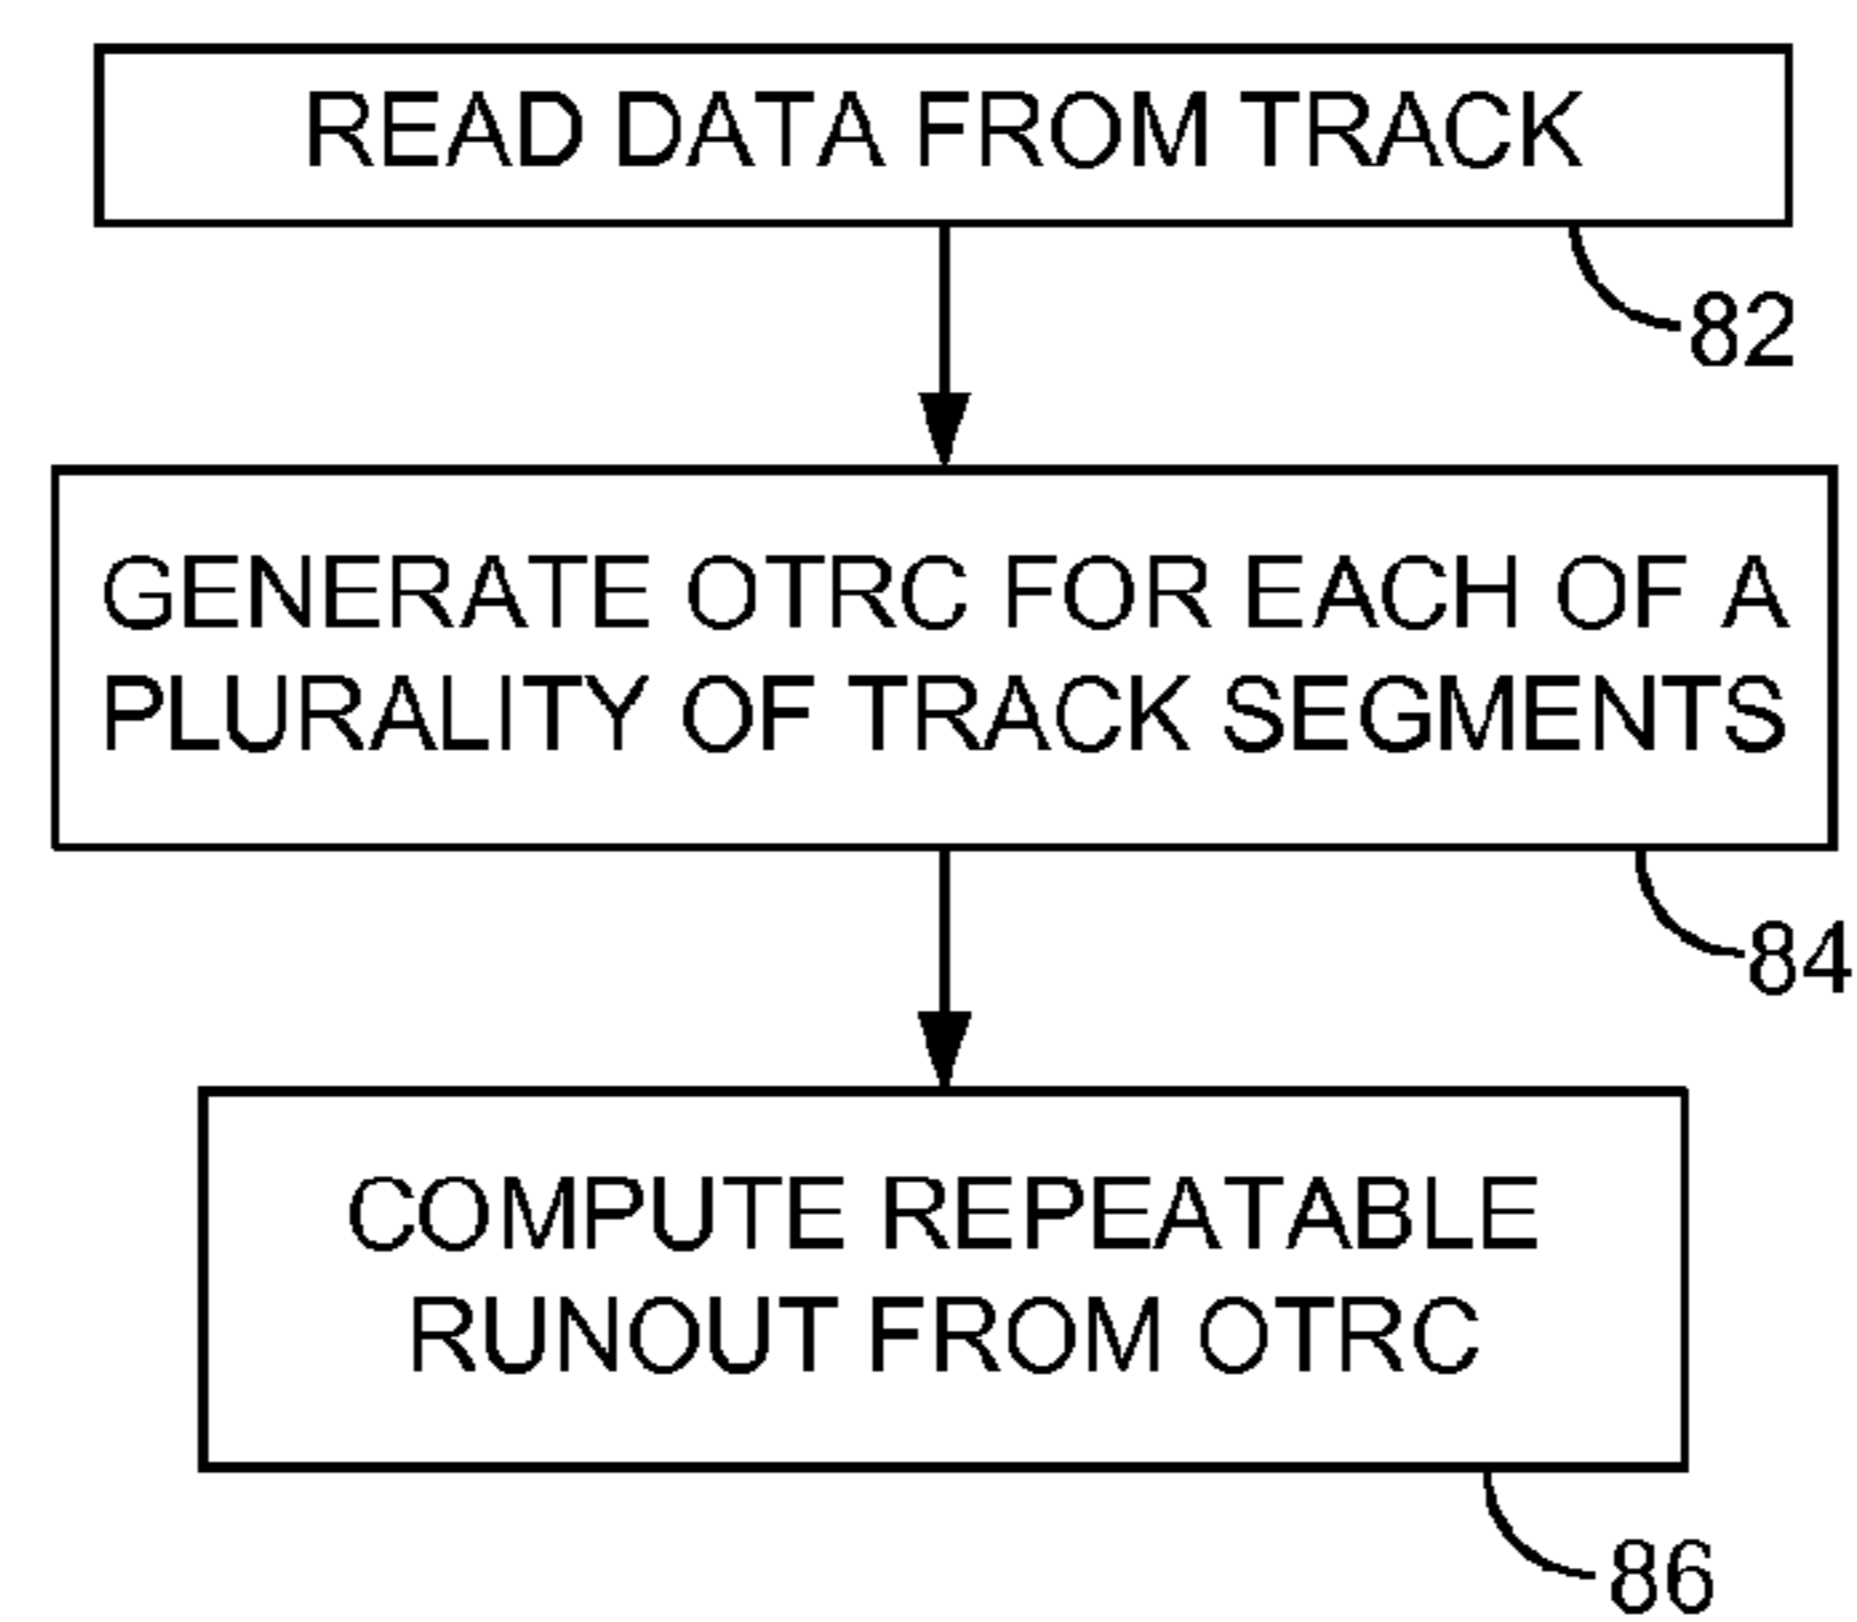 READ DATA FROM TRACK
82
GENERATE OTRC FOR EACH OF A
PLURALITY OF TRACK SEGMENTS
84
COMPUTE REPEATABLE
RUNOUT FROM OTRC
86